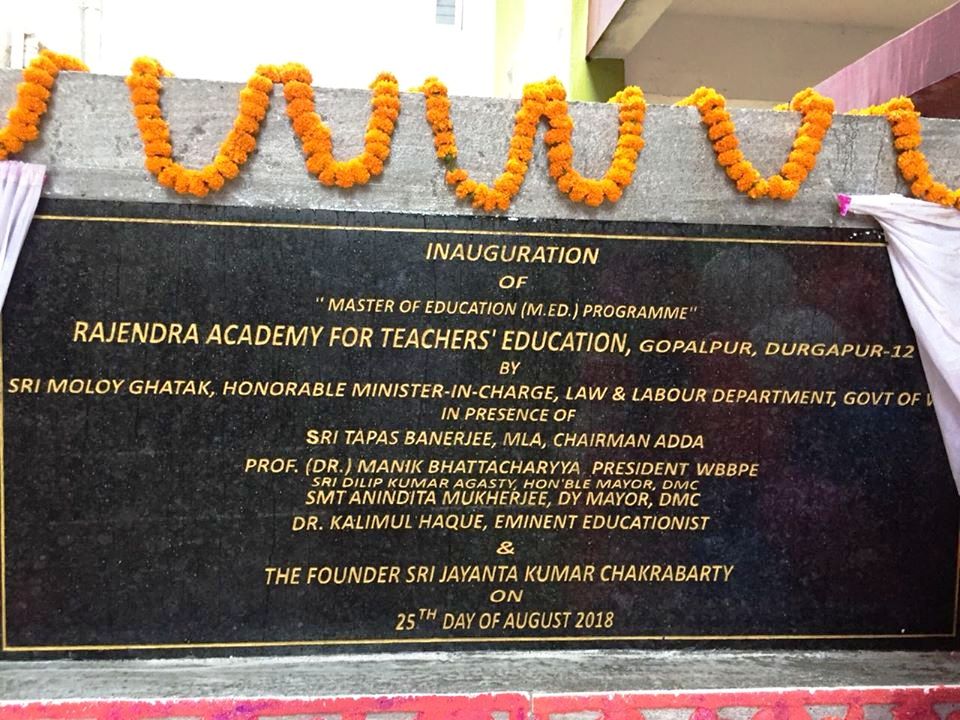 INAUGURATION
OF
" MASTER OF EDUCATION (M.ED.) PROGRAMME"
RAJENDRA ACADEMY FOR TEACHERS' EDUCATION, GOPALPUR, DURGAPUR-12
BY
SRI MOLOY GHATAK, HONORABLE MINISTER-IN-CHARGE, LAW & LABOUR DEPARTMENT, GOVT OF
IN PRESENCE OF
SRI TAPAS BANERJEE, MLA, CHAIRMAN ADDA
PROF. (DR.) MANIK BHATTACHARYYA PRESIDENT WBBPE
SRI DILIP KUMAR AGASTY, HON'BLE MAYOR, DMC
SMT ANINDITA MUKHERJEE, DY MAYOR, DMC
DR. KALIMUL HAQUE, EMINENT EDUCATIONIST
&
THE FOUNDER SRI JAYANTA KUMAR CHAKRABARTY
ON
25TH DAY OF AUGUST 2018